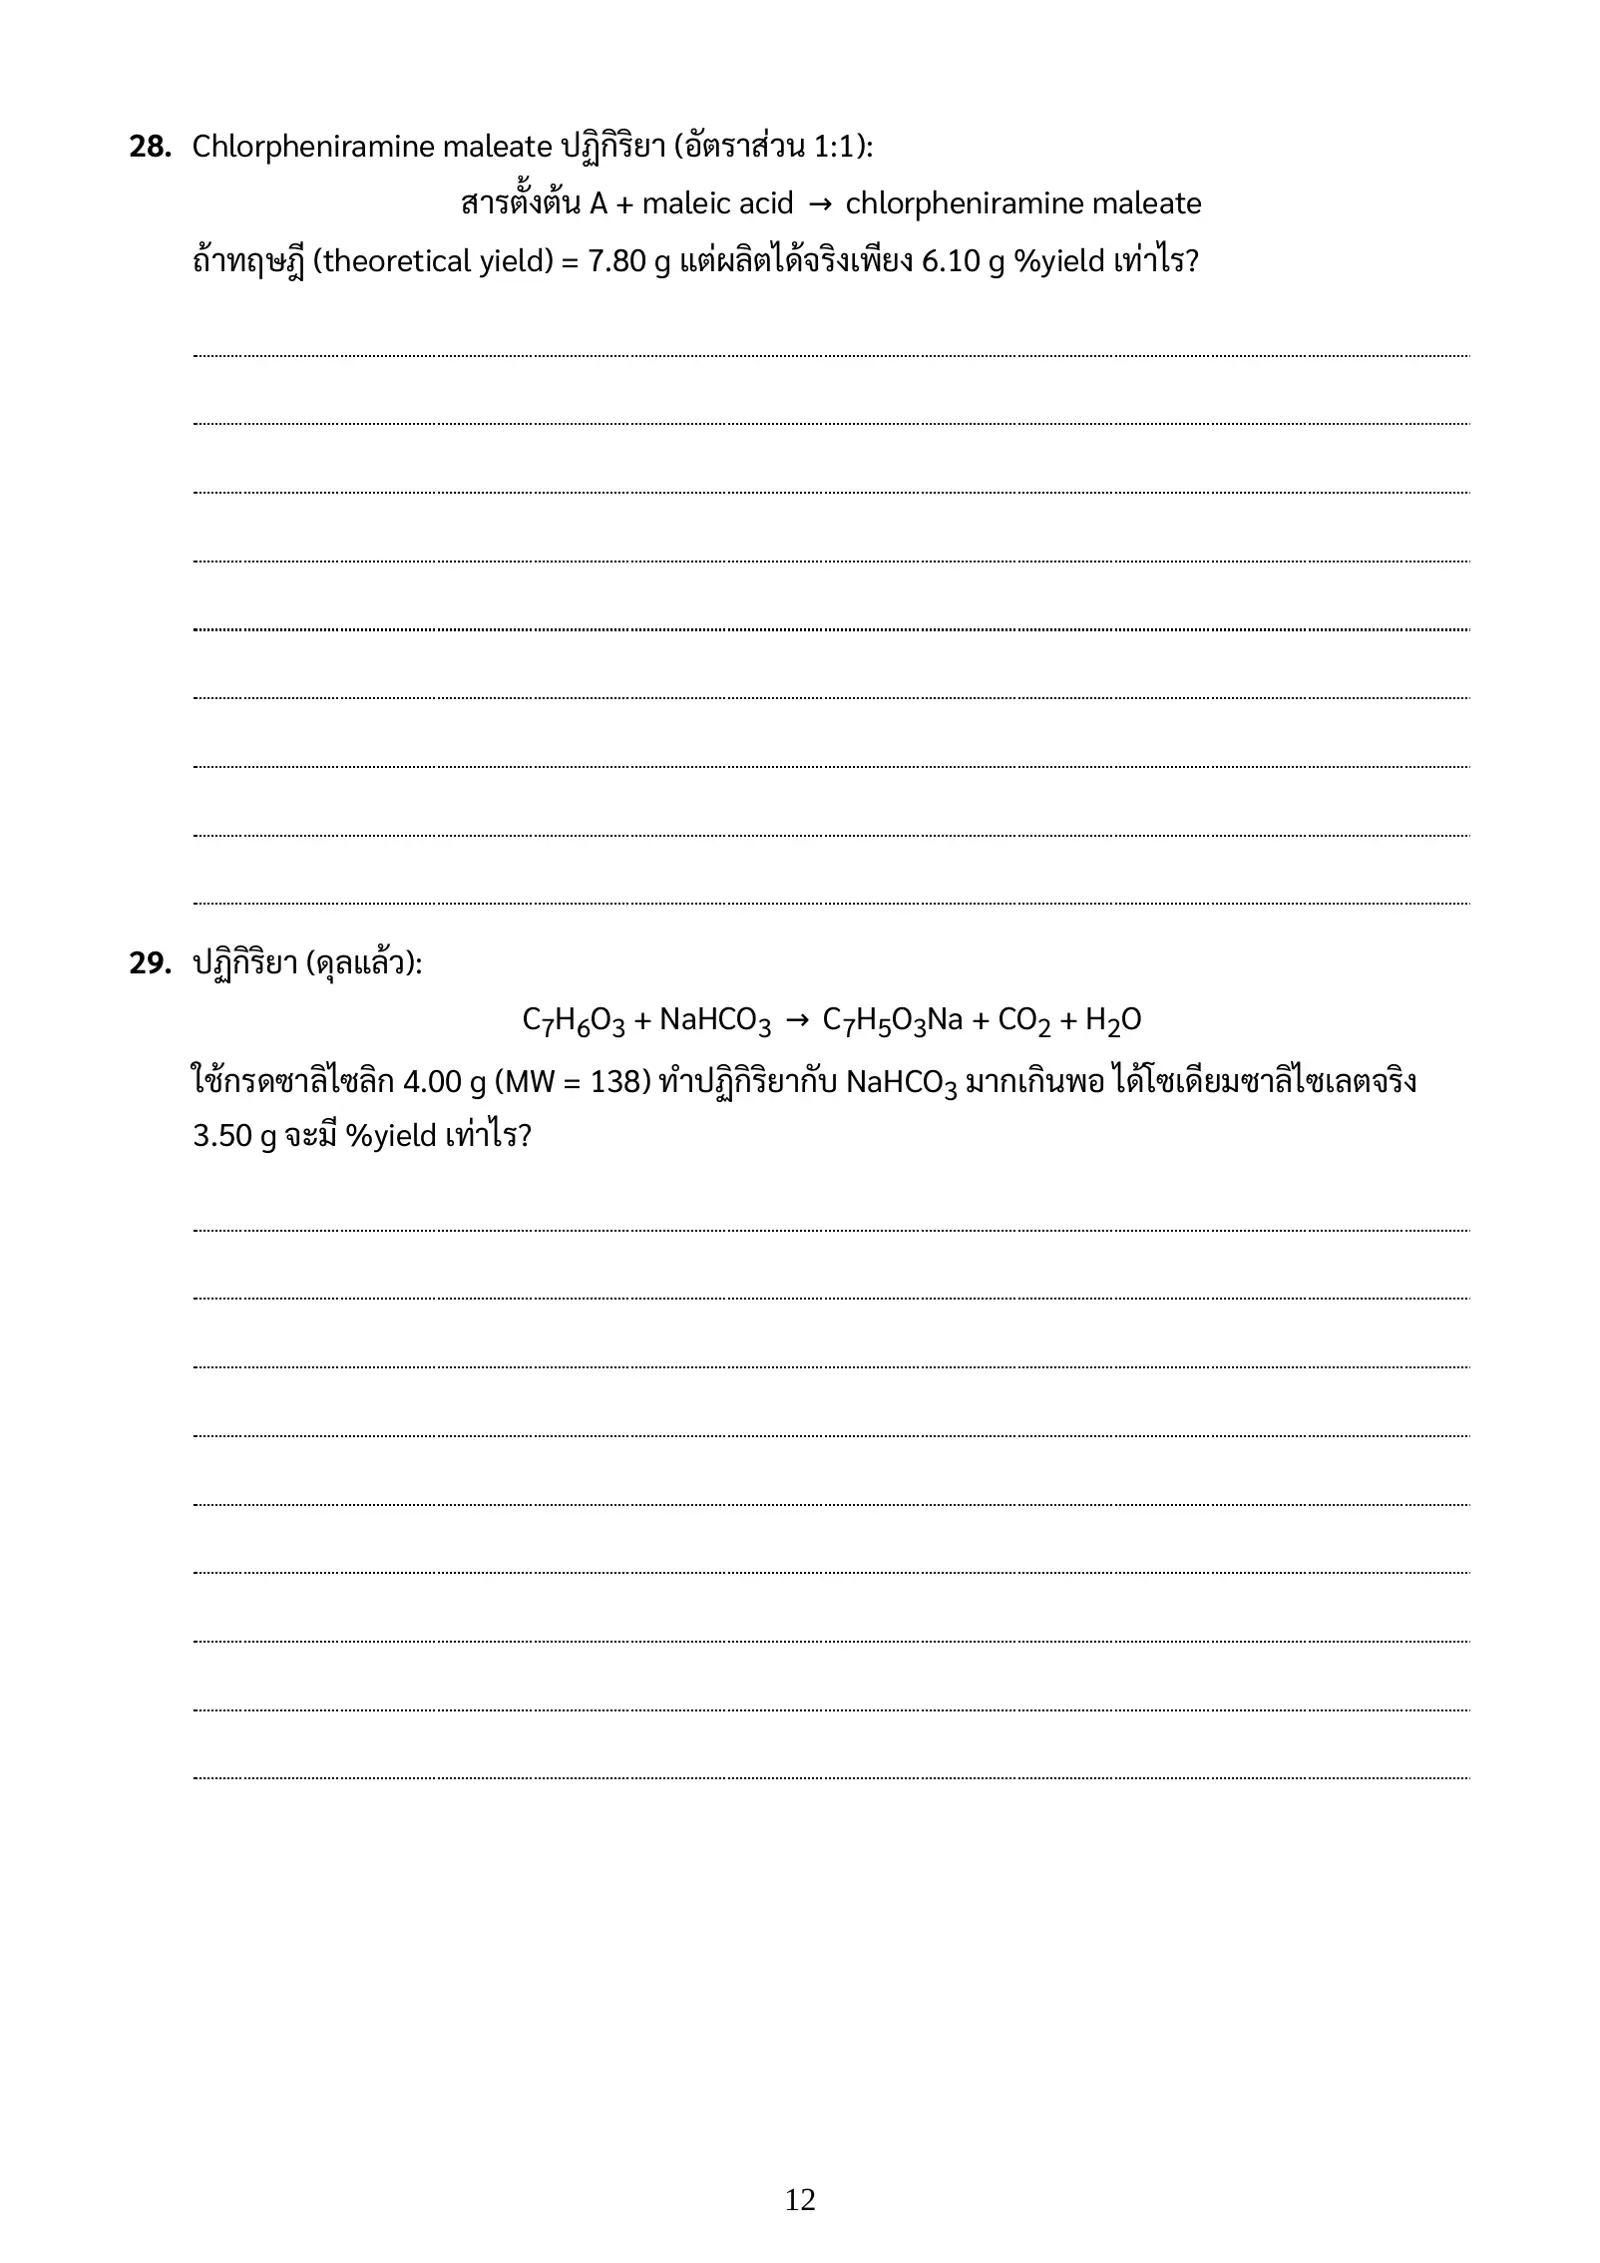 28. Chlorpheniramine maleate ปฏิกิริยา (อัตราส่วน 1:1):
สารตั้งต้น A + maleic acid → chlorpheniramine maleate
ถ้าทฤษฎี (theoretical yield) = 7.80 g แต่ผลิตได้จริงเพียง 6.10 g %yield เท่าไร?
29. ปฏิกิริยา (ดุลแล้ว):
C₇H₆O₃ + NaHCO₃ → C₇H₅O₃Na + CO₂ + H₂O
ใช้กรดซาลิไซลิก 4.00 g (MW = 138) ทำปฏิกิริยากับ NaHCO₃ มากเกินพอ ได้โซเดียมซาลิไซเลตจริง
3.50 g จะมี %yield เท่าไร?
12